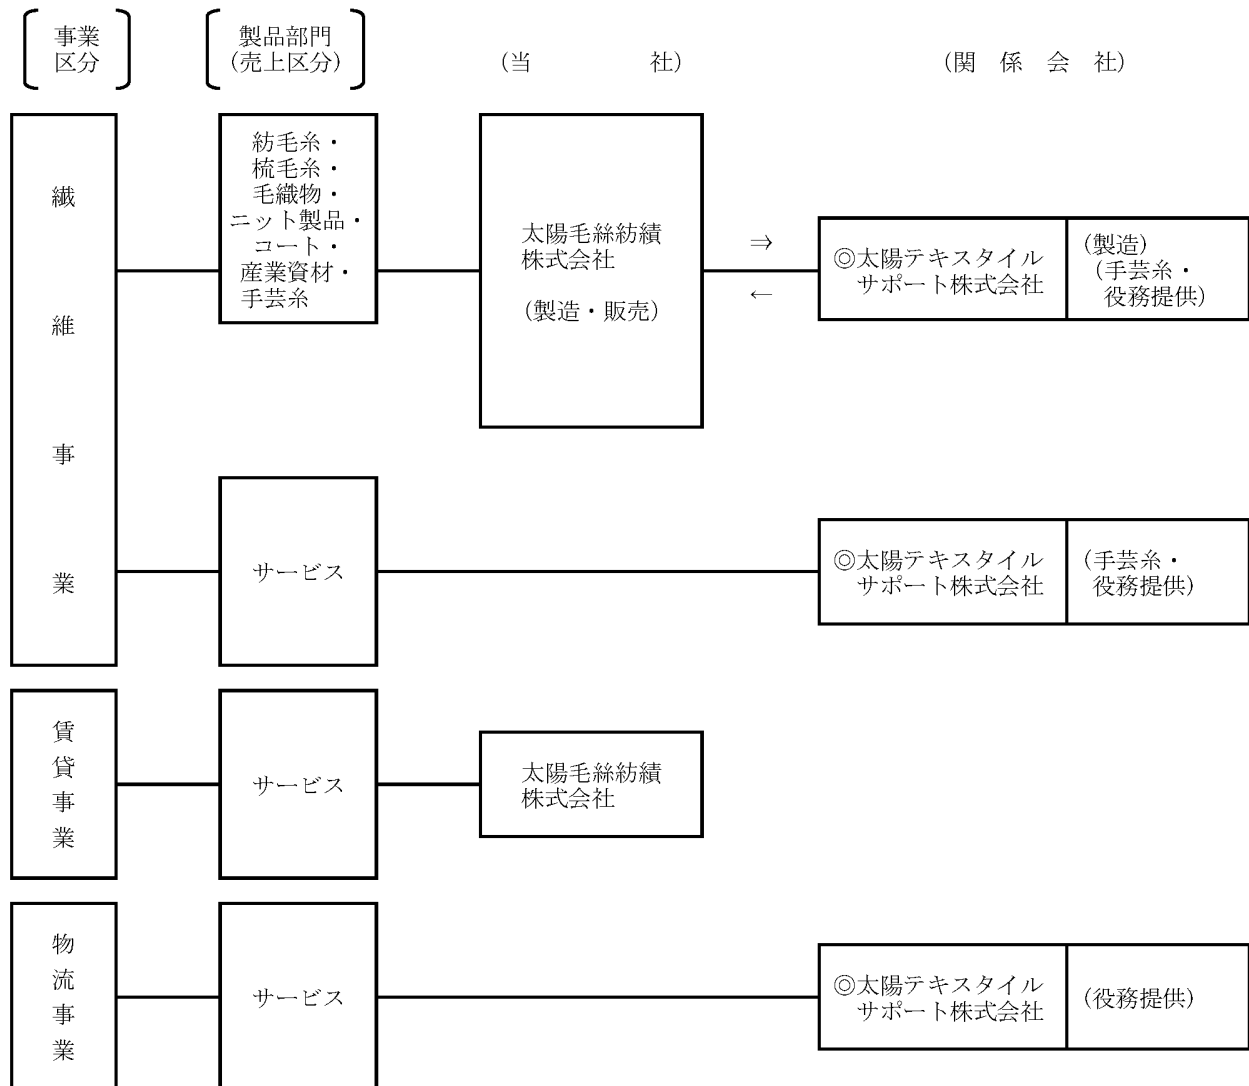 事業
区分
製品部門
(売上区分)
(当　　　　社)
(関　係　会　社)
繊維事業
紡毛糸・
梳毛糸・
毛織物・
ニット製品・
コート・
産業資材・
手芸糸
太陽毛絲紡績
株式会社
(製造・販売)
⇒
←
◎太陽テキスタイル
サポート株式会社
(製造)
(手芸糸・
役務提供)
サービス
◎太陽テキスタイル
サポート株式会社
(手芸糸・
役務提供)
賃貸事業
サービス
太陽毛絲紡績
株式会社
物流事業
サービス
◎太陽テキスタイル
サポート株式会社
(役務提供)